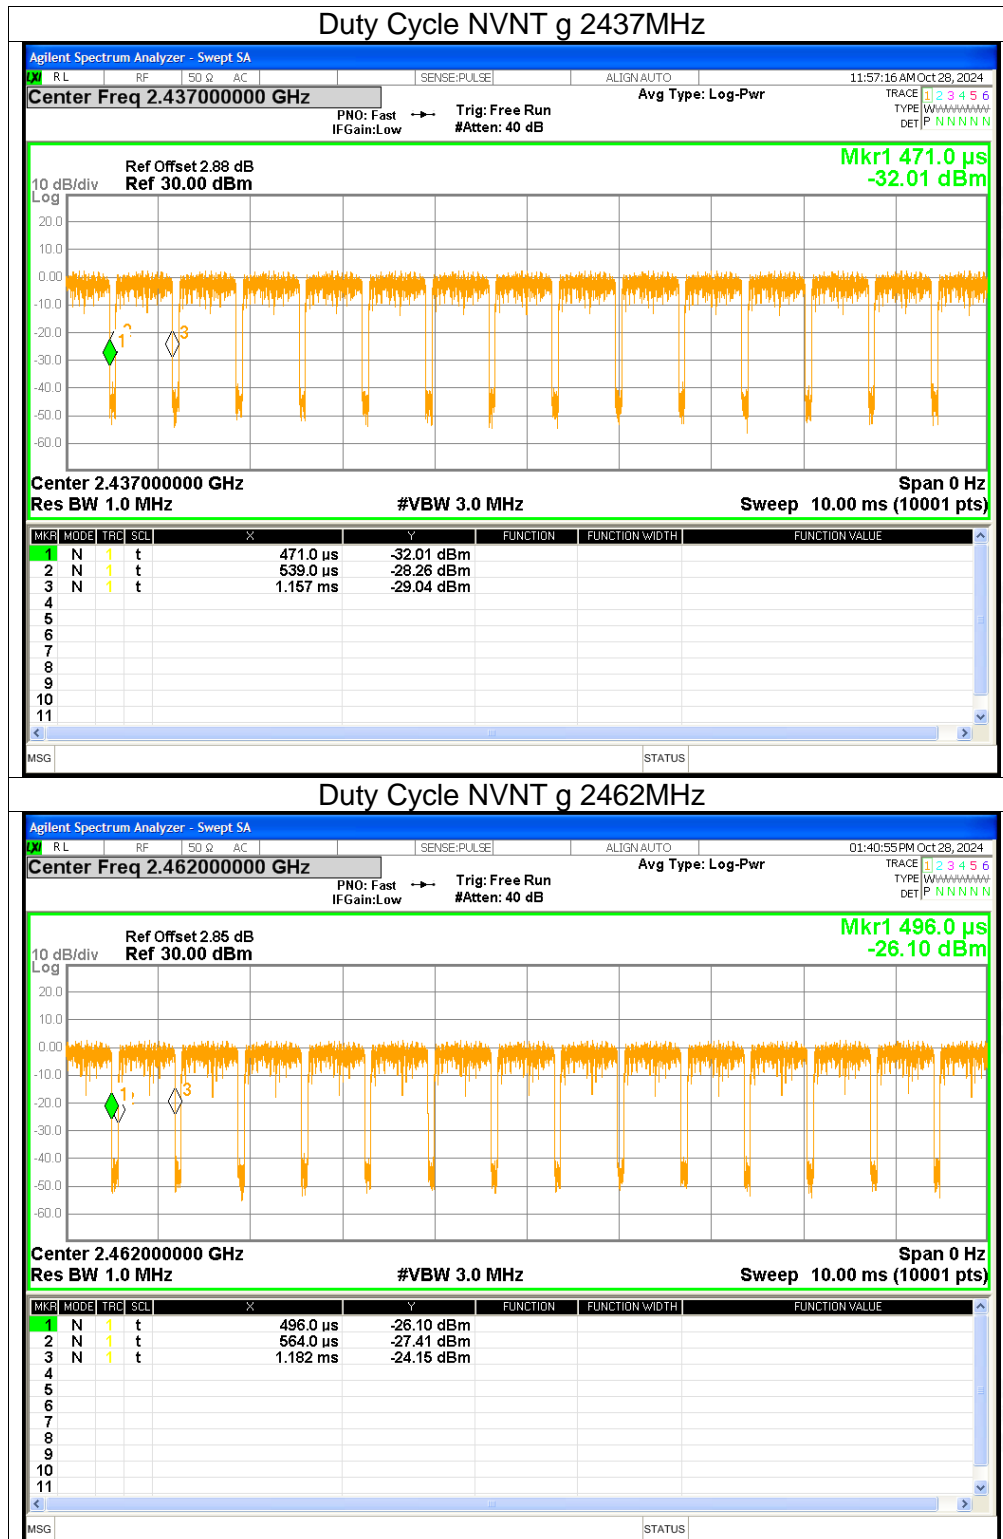 Duty Cycle NVNT g 2437MHz
Agilent Spectrum Analyzer - Swept SA
LXI RL RF 50 Ω AC SENSE:PULSE ALIGN AUTO 11:57:16 AM Oct 28, 2024
Center Freq 2.437000000 GHz Avg Type: Log-Pwr TRACE 1 2 3 4 5 6
PNO: Fast Trig: Free Run TYPE WWWWWW
IFGain:Low #Atten: 40 dB DET P N N N N N
Mkr1 471.0 µs
Ref Offset 2.88 dB
10 dB/div Ref 30.00 dBm -32.01 dBm
Log
20.0
10.0
0.00
-10.0
-20.0
1 2 3
-30.0
-40.0
-50.0
-60.0
Center 2.437000000 GHz Span 0 Hz
Res BW 1.0 MHz #VBW 3.0 MHz Sweep 10.00 ms (10001 pts)
MKR MODE TRC SCL X Y FUNCTION FUNCTION WIDTH FUNCTION VALUE
1 N 1 t 471.0 µs -32.01 dBm
2 N 1 t 539.0 µs -28.26 dBm
3 N 1 t 1.157 ms -29.04 dBm
4
5
6
7
8
9
10
11
MSG STATUS
Duty Cycle NVNT g 2462MHz
Agilent Spectrum Analyzer - Swept SA
LXI RL RF 50 Ω AC SENSE:PULSE ALIGN AUTO 01:40:55 PM Oct 28, 2024
Center Freq 2.462000000 GHz Avg Type: Log-Pwr TRACE 1 2 3 4 5 6
PNO: Fast Trig: Free Run TYPE WWWWWW
IFGain:Low #Atten: 40 dB DET P N N N N N
Mkr1 496.0 µs
Ref Offset 2.85 dB
10 dB/div Ref 30.00 dBm -26.10 dBm
Log
20.0
10.0
0.00
-10.0
1 3
-20.0
-30.0
-40.0
-50.0
-60.0
Center 2.462000000 GHz Span 0 Hz
Res BW 1.0 MHz #VBW 3.0 MHz Sweep 10.00 ms (10001 pts)
MKR MODE TRC SCL X Y FUNCTION FUNCTION WIDTH FUNCTION VALUE
1 N 1 t 496.0 µs -26.10 dBm
2 N 1 t 564.0 µs -27.41 dBm
3 N 1 t 1.182 ms -24.15 dBm
4
5
6
7
8
9
10
11
MSG STATUS